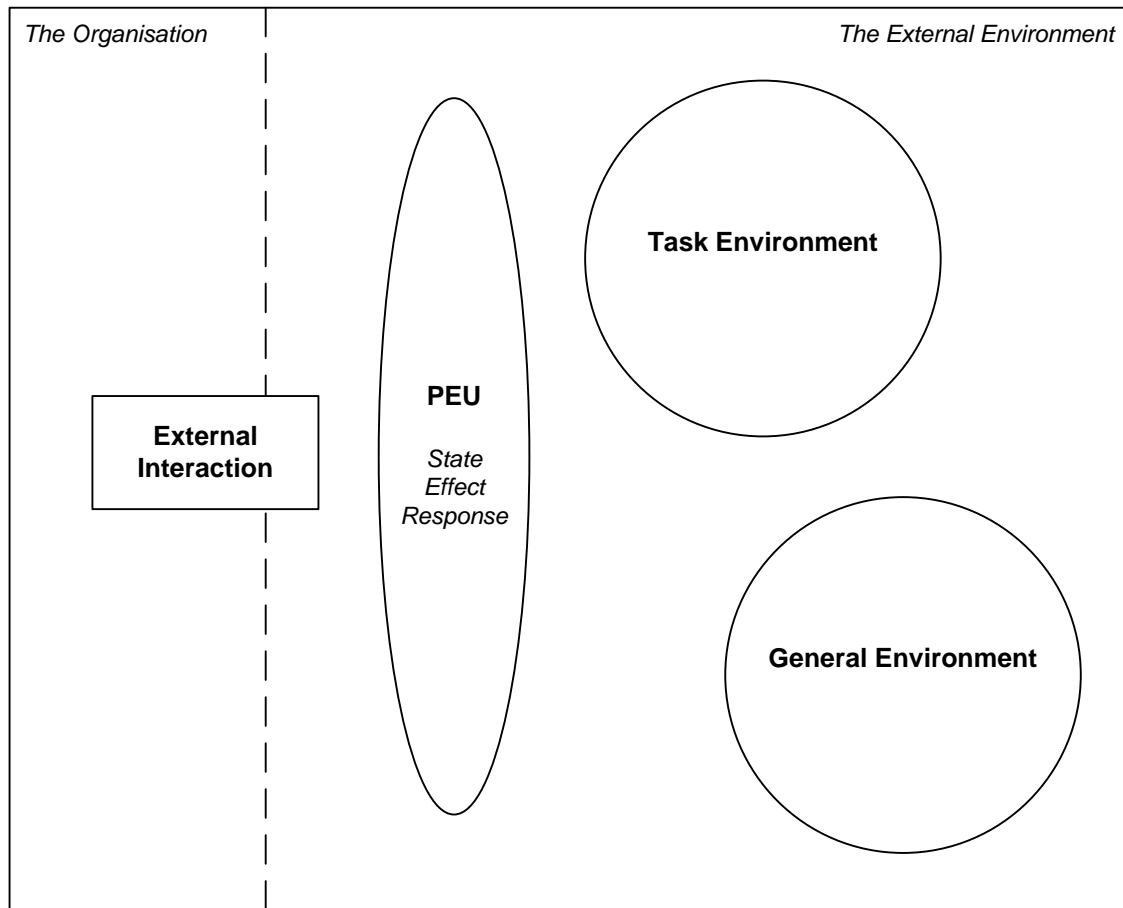 The Organisation
The External Environment
Task Environment
PEU
State
Effect
Response
External
Interaction
General Environment